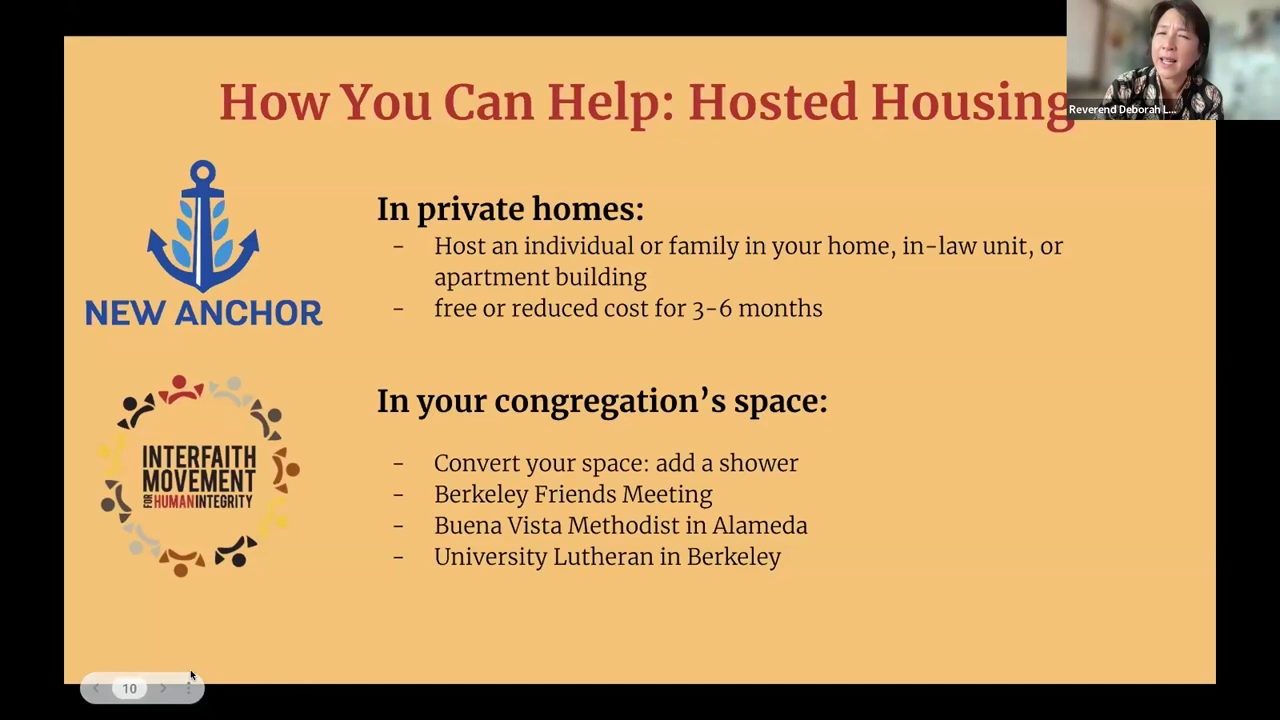 How You Can Help: Hosted Housing
Reverend Deborah L...
NEW ANCHOR
In private homes:
- Host an individual or family in your home, in-law unit, or
apartment building
- free or reduced cost for 3-6 months
INTERFAITH
MOVEMENT
FOR HUMAN INTEGRITY
In your congregation’s space:
- Convert your space: add a shower
- Berkeley Friends Meeting
- Buena Vista Methodist in Alameda
- University Lutheran in Berkeley
10